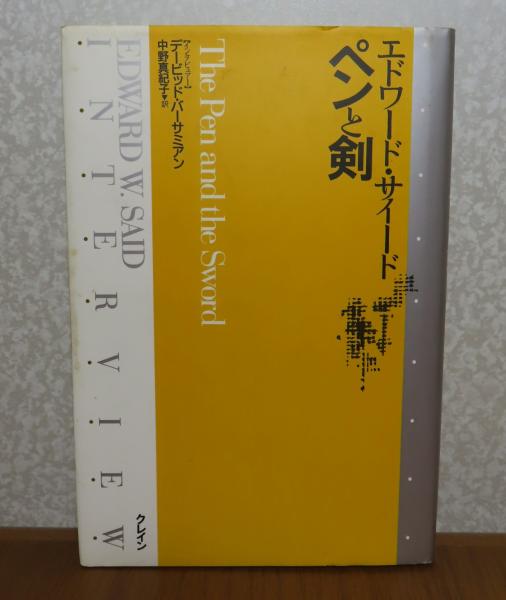 エドワード・サイード
ペンと剣
The Pen and the Sword
【インタビュアー】
デービッド・バーサミアン
中野真紀子▼訳
EDWARD W. SAID
INTERVIEW
クレイン